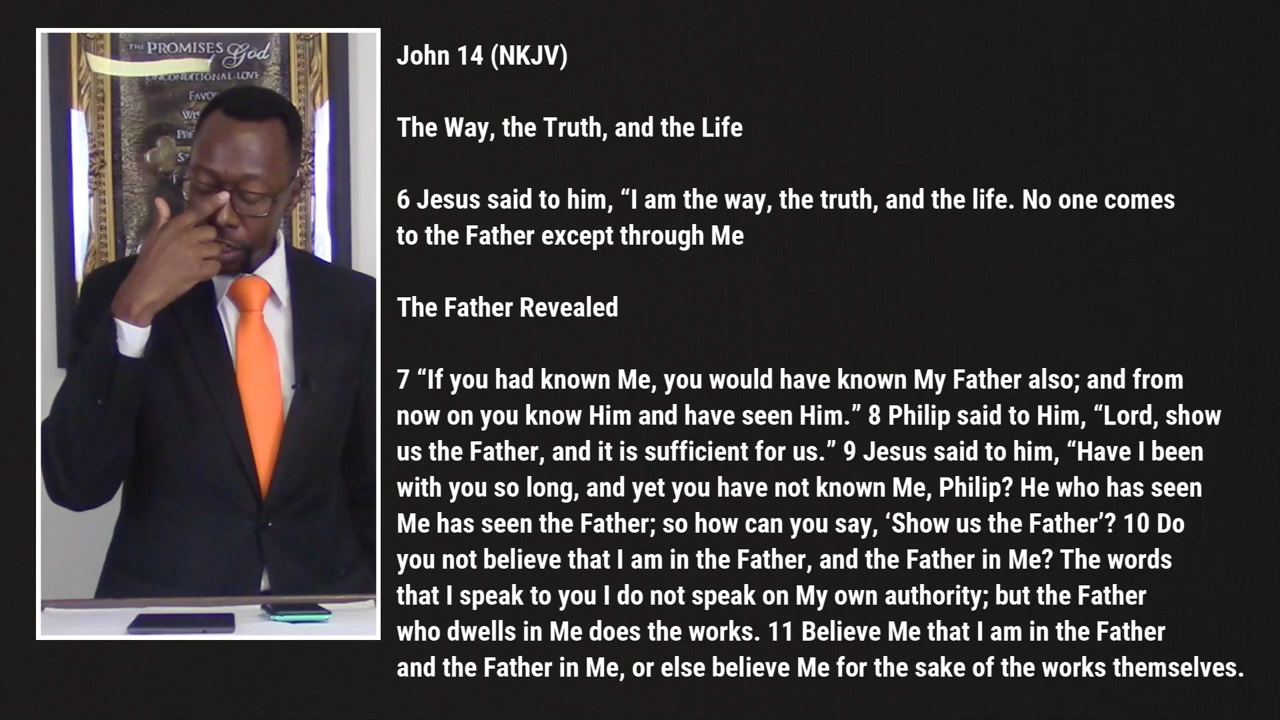 THE PROMISES
of God
UNCONDITIONAL LOVE
John 14 (NKJV)
The Way, the Truth, and the Life
6 Jesus said to him, “I am the way, the truth, and the life. No one comes
to the Father except through Me
The Father Revealed
7 “If you had known Me, you would have known My Father also; and from
now on you know Him and have seen Him.” 8 Philip said to Him, “Lord, show
us the Father, and it is sufficient for us.” 9 Jesus said to him, “Have I been
with you so long, and yet you have not known Me, Philip? He who has seen
Me has seen the Father; so how can you say, ‘Show us the Father’? 10 Do
you not believe that I am in the Father, and the Father in Me? The words
that I speak to you I do not speak on My own authority; but the Father
who dwells in Me does the works. 11 Believe Me that I am in the Father
and the Father in Me, or else believe Me for the sake of the works themselves.